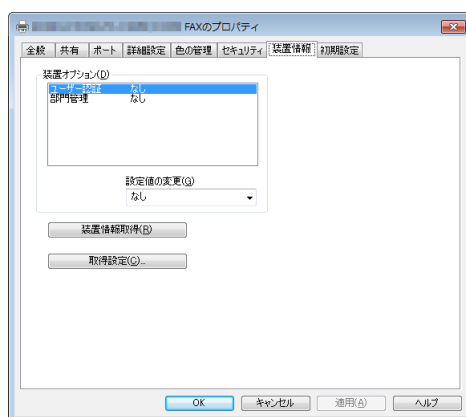 FAXのプロパティ
全般 共有 ポート 詳細設定 色の管理 セキュリティ 装置情報 初期設定
装置オプション(D)
ユーザー認証 なし
部門管理 なし
設定値の変更(G)
なし
装置情報取得(R)
取得設定(C)...
OK キャンセル 適用(A) ヘルプ